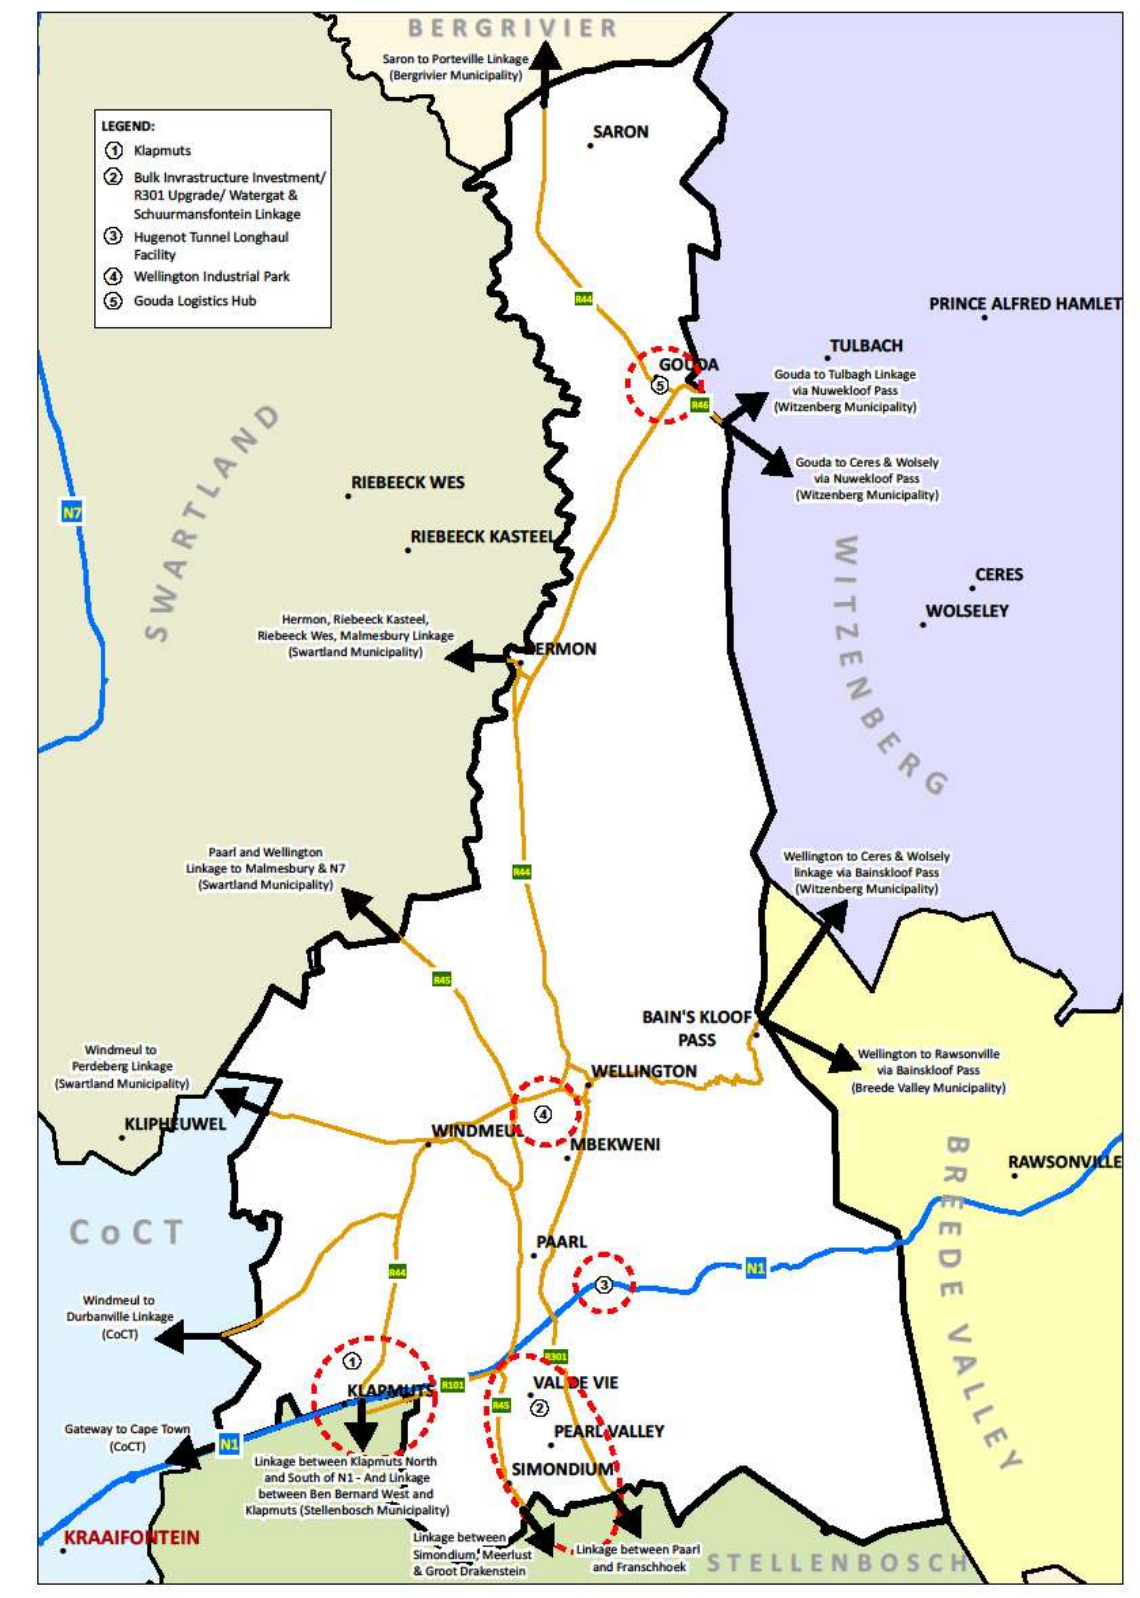 BERGRIVIER
Saron to Porteville Linkage
(Bergrivier Municipality)
LEGEND:
1 Klapmuts
2 Bulk Invrastructure Investment/
R301 Upgrade/ Watergat &
Schuurmansfontein Linkage
3 Hugenot Tunnel Longhaul
Facility
4 Wellington Industrial Park
5 Gouda Logistics Hub
SARON
R44
PRINCE ALFRED HAMLET
TULBACH
GOUDA
5
R46
Gouda to Tulbagh Linkage
via Nuwekloof Pass
(Witzenberg Municipality)
Gouda to Ceres & Wolsely
via Nuwekloof Pass
(Witzenberg Municipality)
SWARTLAND
N7
RIEBEECK WES
RIEBEECK KASTEEL
WITZENBERG
CERES
WOLSELEY
Hermon, Riebeeck Kasteel,
Riebeeck Wes, Malmesbury Linkage
(Swartland Municipality)
ERMON
Paarl and Wellington
Linkage to Malmesbury & N7
(Swartland Municipality)
R44
Wellington to Ceres & Wolsely
linkage via Bainskloof Pass
(Witzenberg Municipality)
R45
BAIN'S KLOOF
PASS
Windmeul to
Perdeberg Linkage
(Swartland Municipality)
WELLINGTON
Wellington to Rawsonville
via Bainskloof Pass
(Breede Valley Municipality)
KLIPHEUWEL
4
WINDMEUL
MBEKWENI
RAWSONVILLE
BREEDE VALLEY
CoCT
PAARL
R44
N1
3
Windmeul to
Durbanville Linkage
(CoCT)
1
KLAPMUTS
R101
R301
VAL DE VIE
R45
2
PEARL VALLEY
Gateway to Cape Town
(CoCT)
N1
Linkage between Klapmuts North
and South of N1 - And Linkage
between Ben Bernard West and
Klapmuts (Stellenbosch Municipality)
SIMONDIUM
KRAAIFONTEIN
Linkage between
Simondium, Meerlust
& Groot Drakenstein
Linkage between Paarl
and Franschhoek
STELLENBOSCH